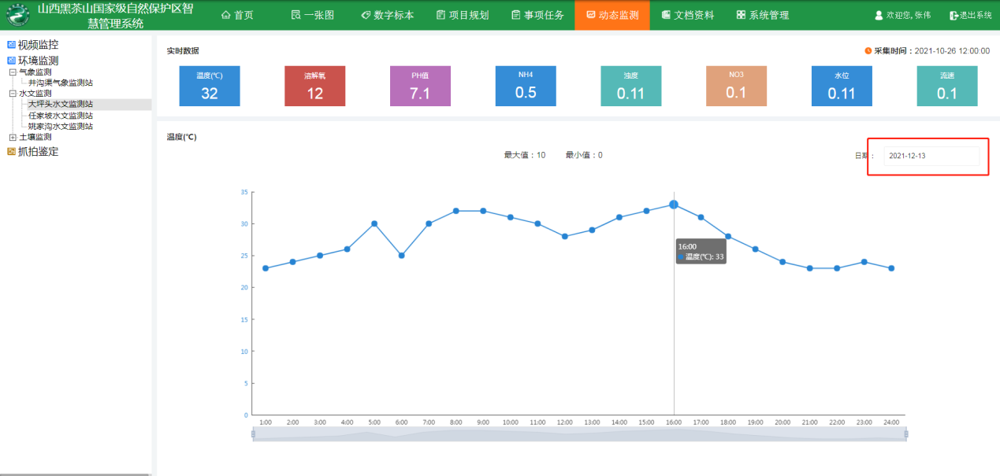 山西黑茶山国家级自然保护区智
慧管理系统
首页
一张图
数字标本
项目规划
事项任务
动态监测
文档资料
系统管理
欢迎您, 张伟
退出系统
视频监控
环境监测
气象监测
井沟渠气象监测站
水文监测
大坪头水文监测站
任家坡水文监测站
姚家沟水文监测站
土壤监测
抓拍鉴定
实时数据
采集时间：2021-10-26 12:00:00
温度(℃)
32
溶解氧
12
PH值
7.1
NH4
0.5
浊度
0.11
NO3
0.1
水位
0.11
流速
0.1
温度(℃)
最大值：10 最小值：0
日期： 2021-12-13
35
30
25
20
15
10
5
0
16:00
温度(℃): 33
1:00 2:00 3:00 4:00 5:00 6:00 7:00 8:00 9:00 10:00 11:00 12:00 13:00 14:00 15:00 16:00 17:00 18:00 19:00 20:00 21:00 22:00 23:00 24:00